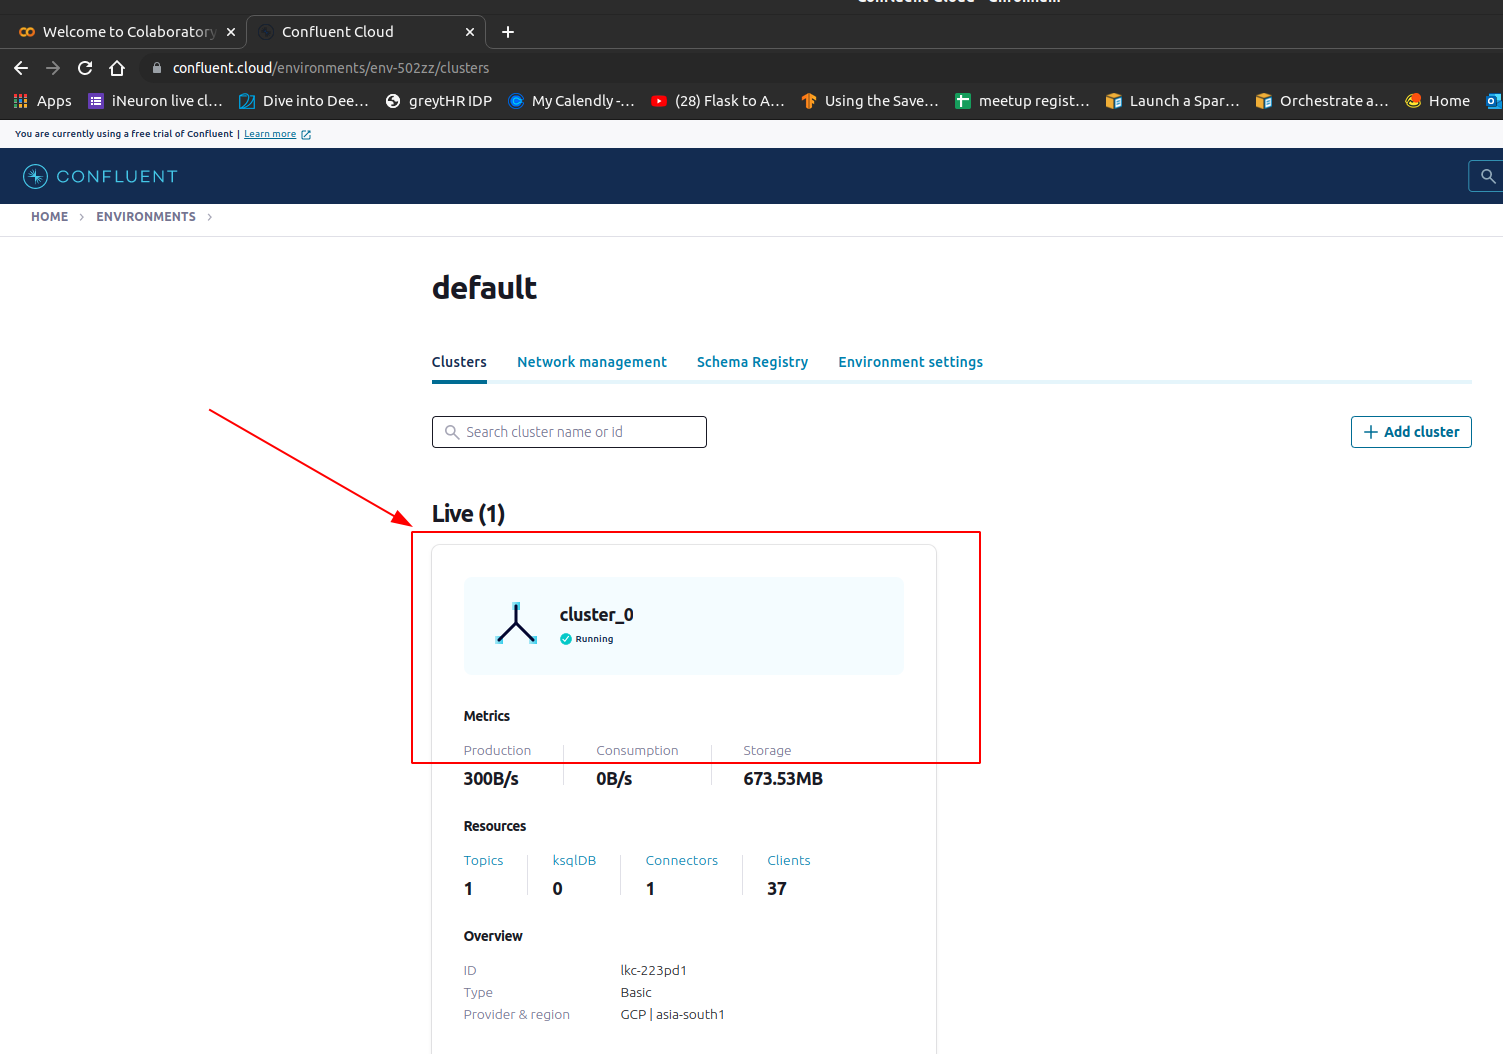 Welcome to Colaboratory
Confluent Cloud
confluent.cloud/environments/env-502zz/clusters
Apps iNeuron live cl... Dive into Dee... greytHR IDP My Calendly -... (28) Flask to A... Using the Save... meetup regist... Launch a Spar... Orchestrate a... Home
You are currently using a free trial of Confluent | Learn more
CONFLUENT
HOME > ENVIRONMENTS >
default
Clusters Network management Schema Registry Environment settings
Search cluster name or id
+ Add cluster
Live (1)
cluster_0
Running
Metrics
Production Consumption Storage
300B/s 0B/s 673.53MB
Resources
Topics ksqlDB Connectors Clients
1 0 1 37
Overview
ID lkc-223pd1
Type Basic
Provider & region GCP | asia-south1